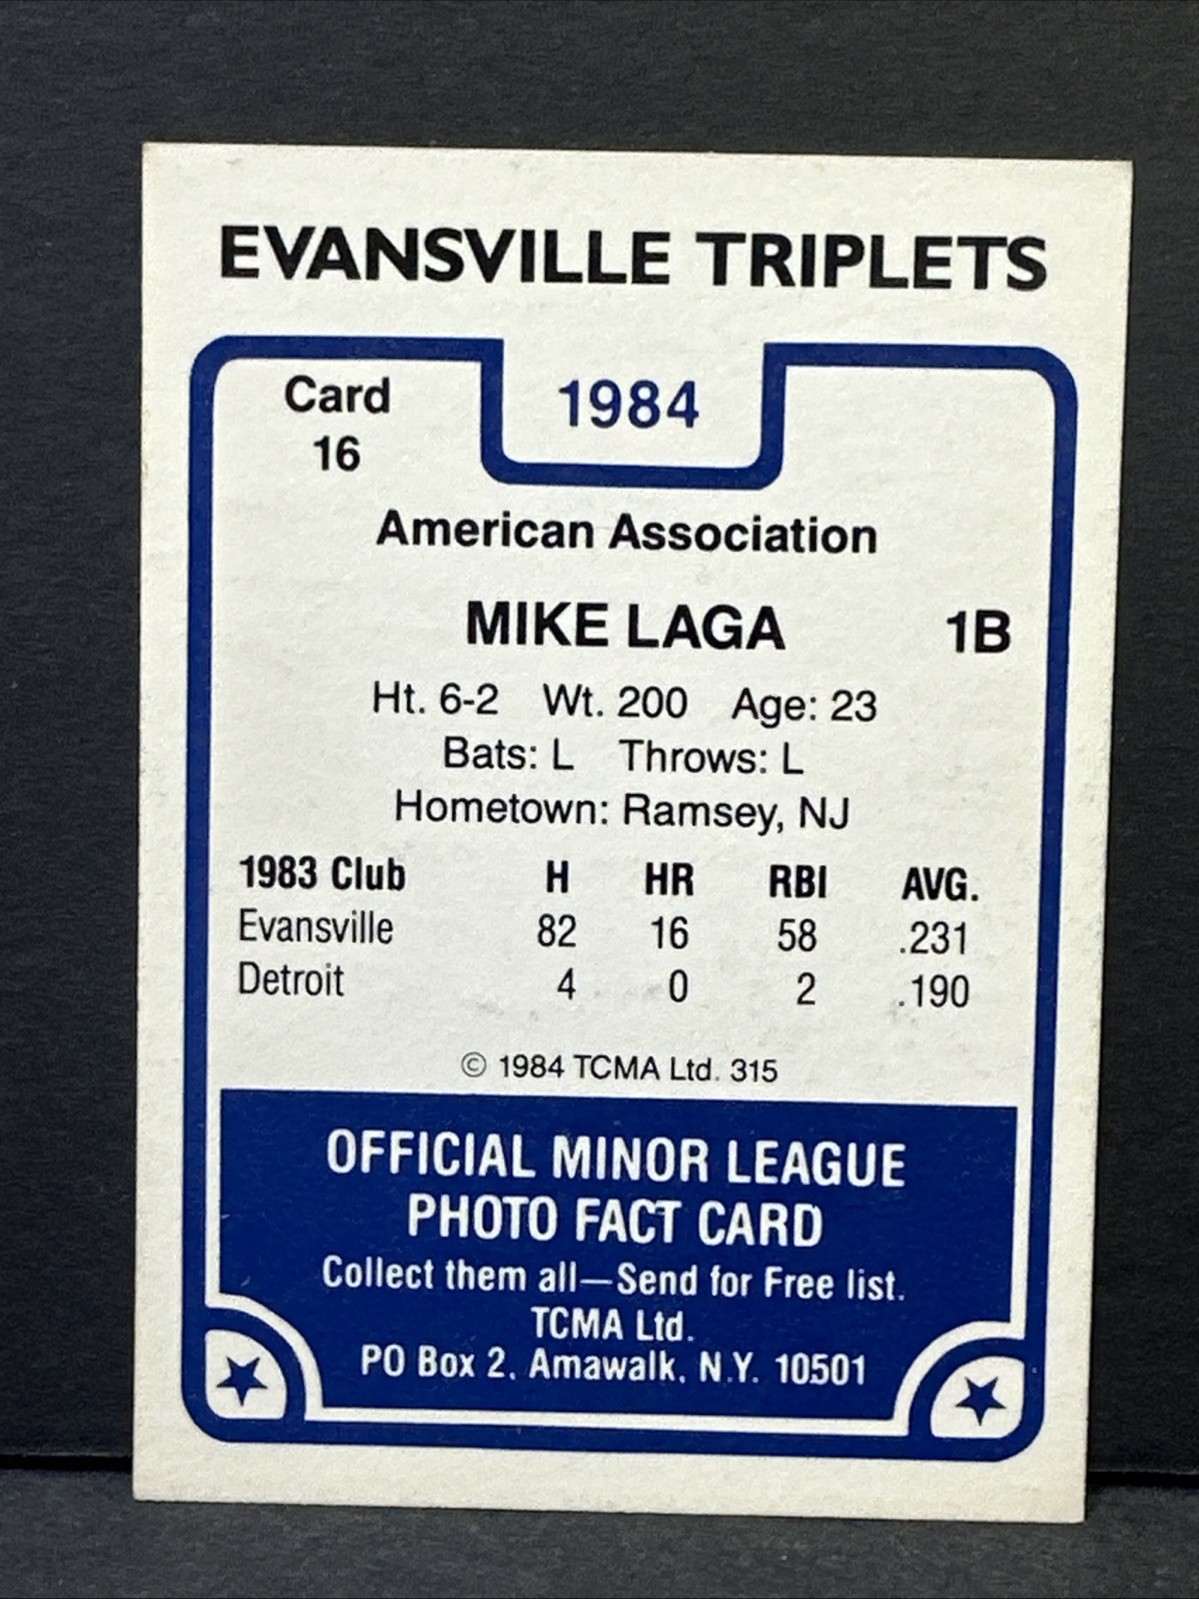 EVANSVILLE TRIPLETS
Card
16
1984
American Association
MIKE LAGA 1B
Ht. 6-2 Wt. 200 Age: 23
Bats: L Throws: L
Hometown: Ramsey, NJ
1983 Club H HR RBI AVG.
Evansville 82 16 58 .231
Detroit 4 0 2 .190
© 1984 TCMA Ltd. 315
OFFICIAL MINOR LEAGUE
PHOTO FACT CARD
Collect them all—Send for Free list.
TCMA Ltd.
PO Box 2, Amawalk, N.Y. 10501